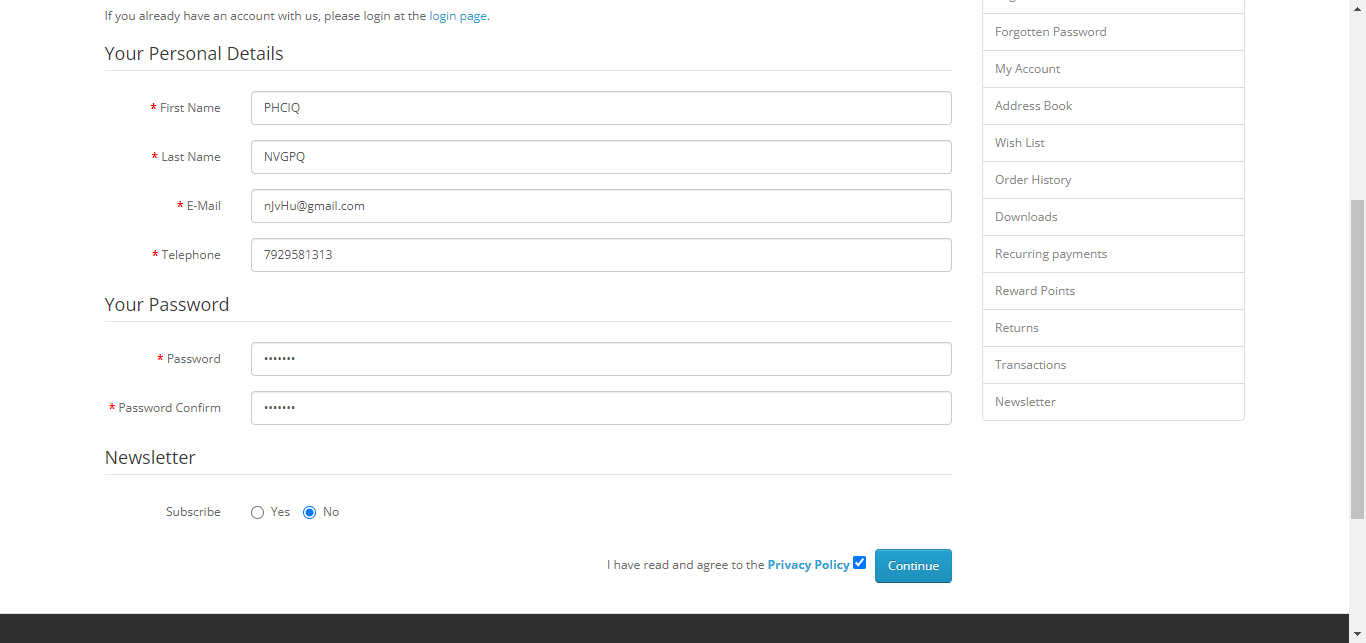 If you already have an account with us, please login at the login page.
Your Personal Details
* First Name
PHCIQ
* Last Name
NVGPQ
* E-Mail
nJvHu@gmail.com
* Telephone
7929581313
Your Password
* Password
•••••••
* Password Confirm
•••••••
Newsletter
Subscribe
Yes
No
I have read and agree to the Privacy Policy
Continue
Forgotten Password
My Account
Address Book
Wish List
Order History
Downloads
Recurring payments
Reward Points
Returns
Transactions
Newsletter